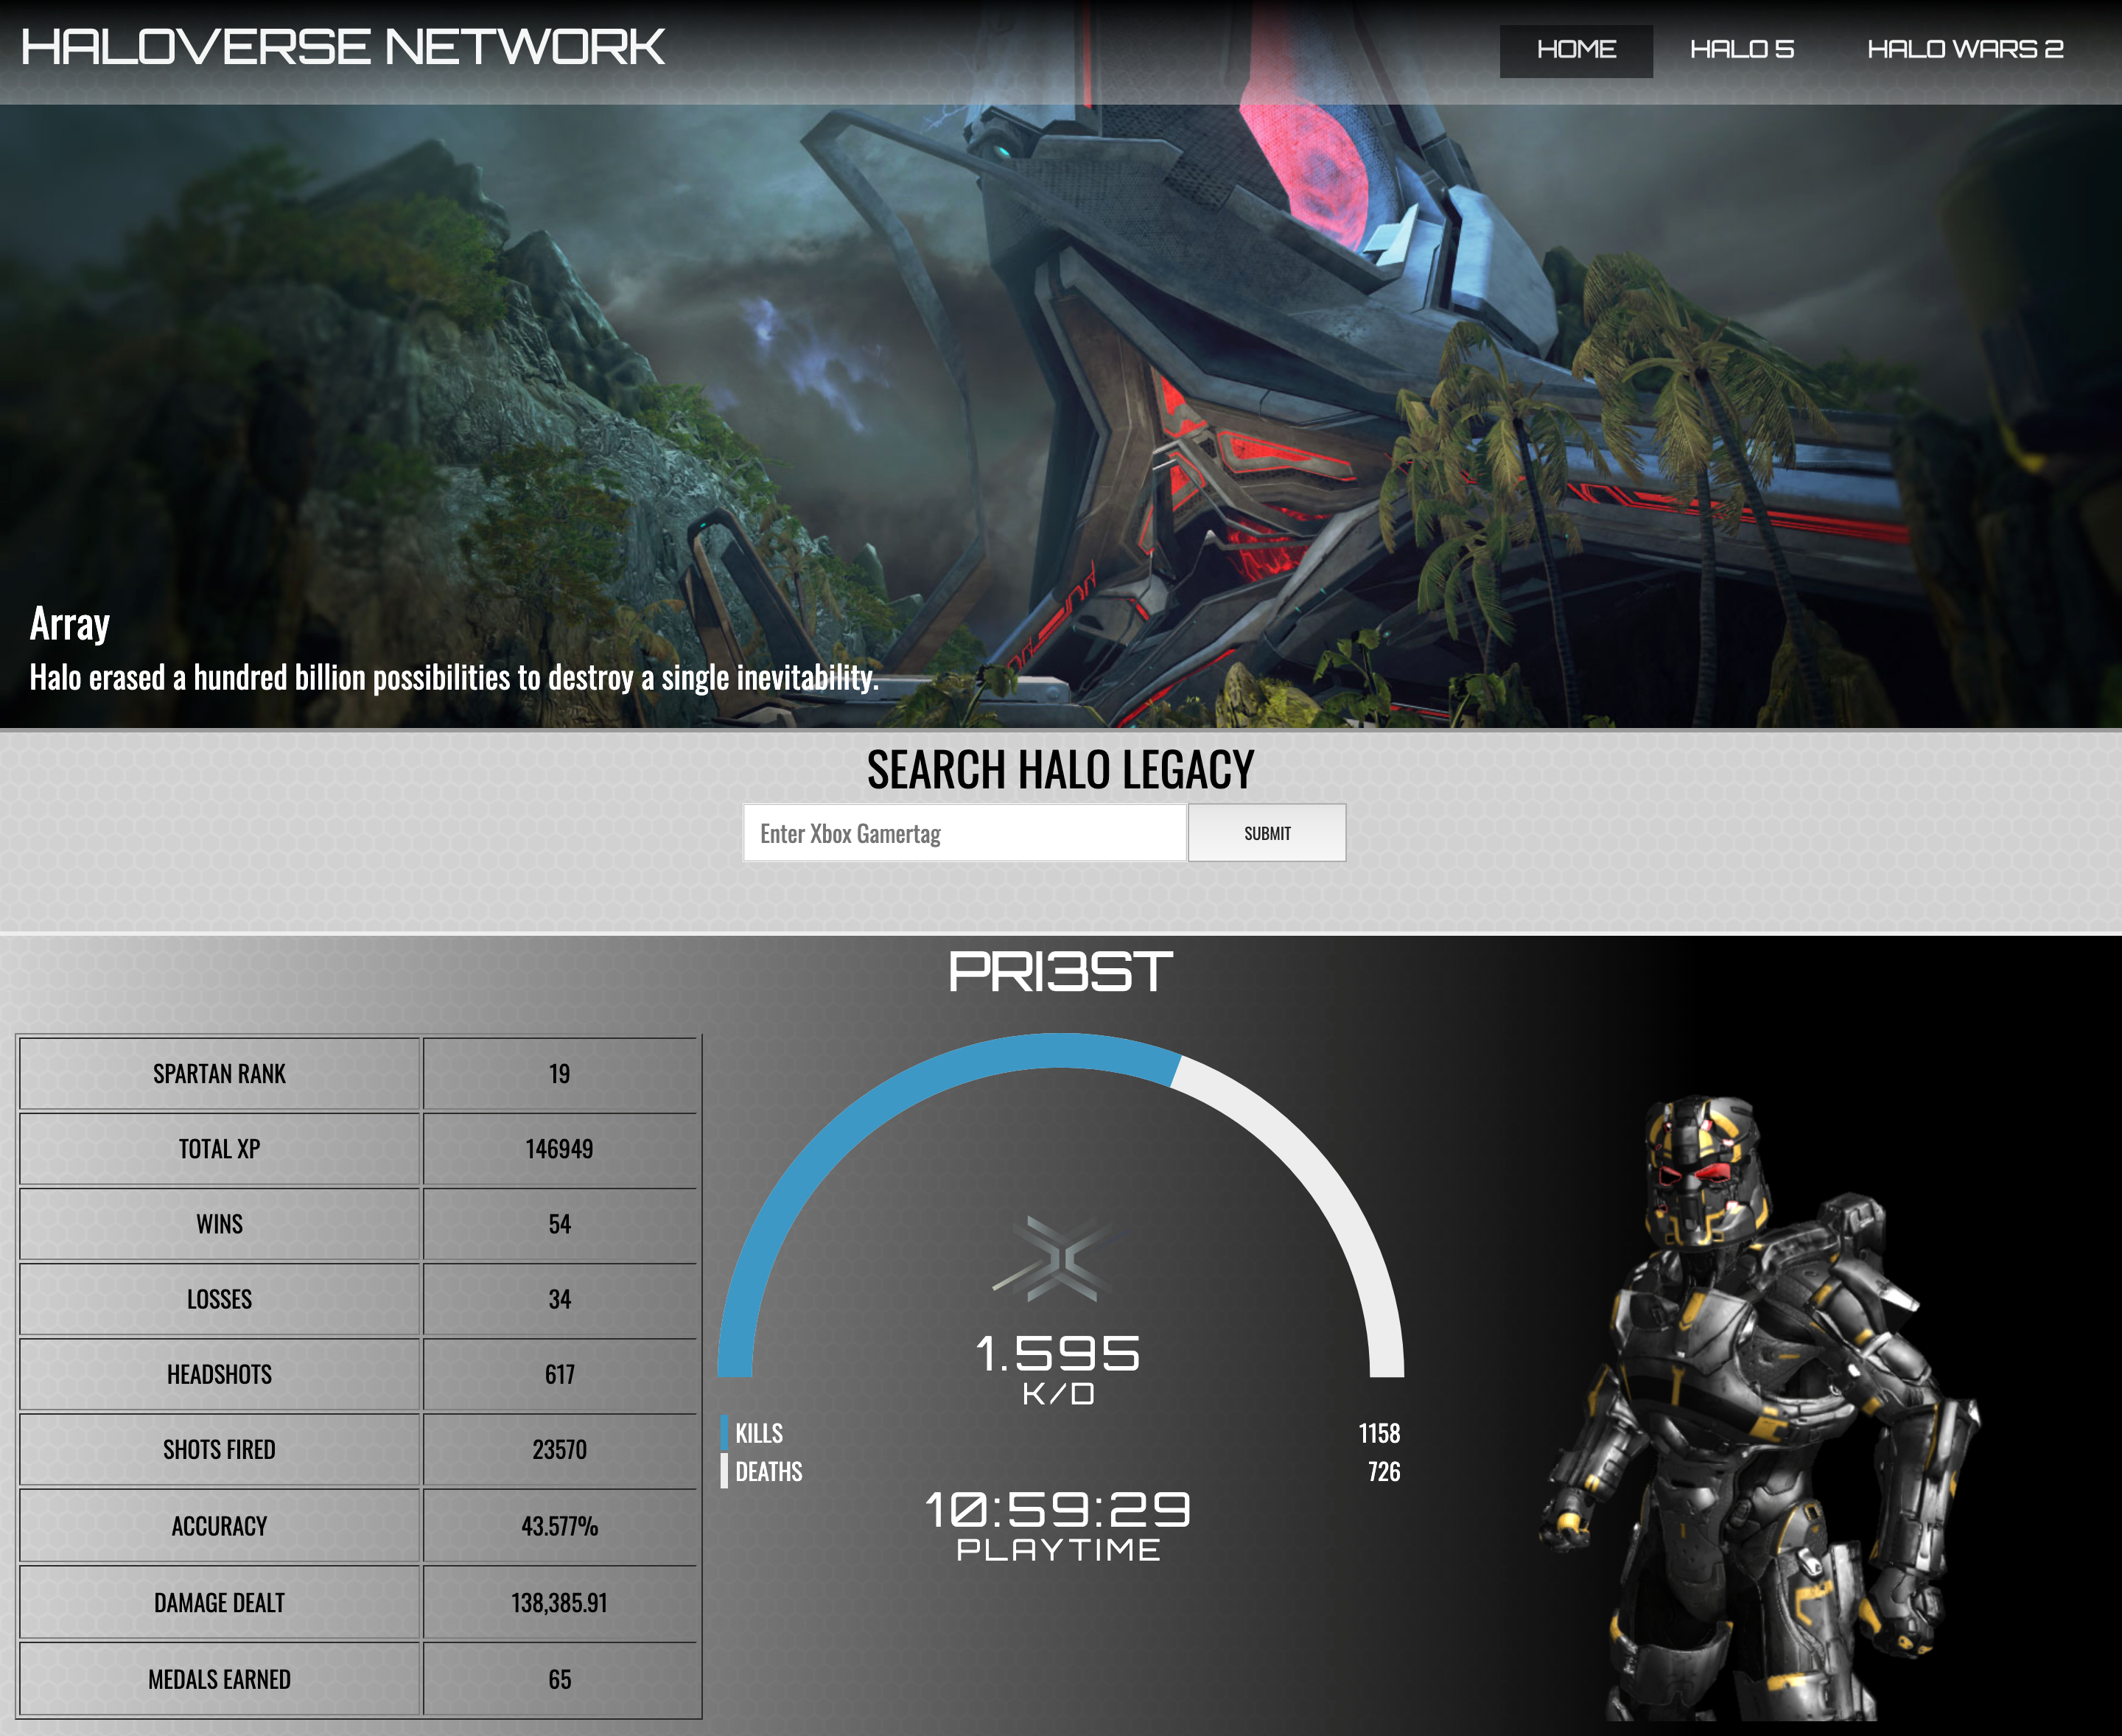 HALOVERSE NETWORK
HOME HALO 5 HALO WARS 2
Array
Halo erased a hundred billion possibilities to destroy a single inevitability.
SEARCH HALO LEGACY
Enter Xbox Gamertag SUBMIT
PRI3ST
SPARTAN RANK 19
TOTAL XP 146949
WINS 54
LOSSES 34
HEADSHOTS 617
SHOTS FIRED 23570
ACCURACY 43.577%
DAMAGE DEALT 138,385.91
MEDALS EARNED 65
1.595
K/D
KILLS 1158
DEATHS 726
10:59:29
PLAYTIME